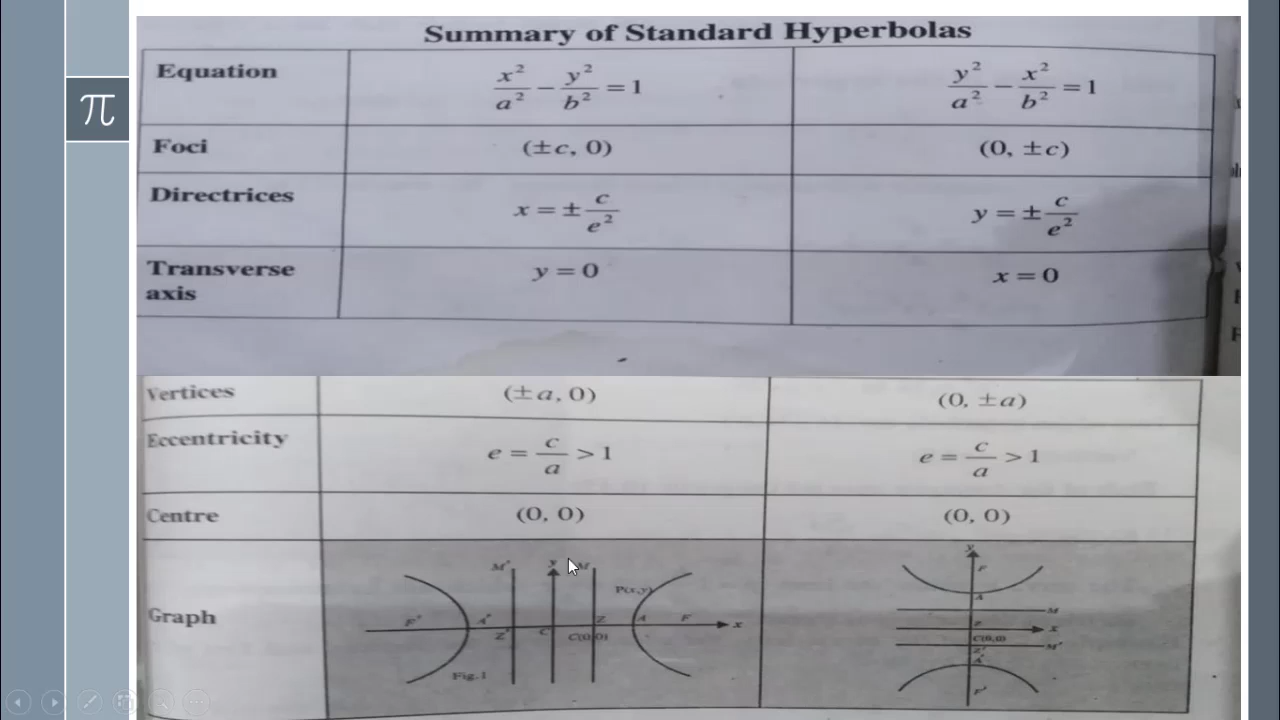 π
Summary of Standard Hyperbolas
Equation x²/a² − y²/b² = 1 y²/a² − x²/b² = 1
Foci (±c, 0) (0, ±c)
Directrices x = ± c/e² y = ± c/e²
Transverse axis y = 0 x = 0
Vertices (±a, 0) (0, ±a)
Eccentricity e = c/a > 1 e = c/a > 1
Centre (0, 0) (0, 0)
Graph
M' y M
P(x,y)
F' A' Z' C C(0,0) Z A F x
Fig.1
y
F
A
M
Z x
C(0,0)
Z' M'
A'
F'